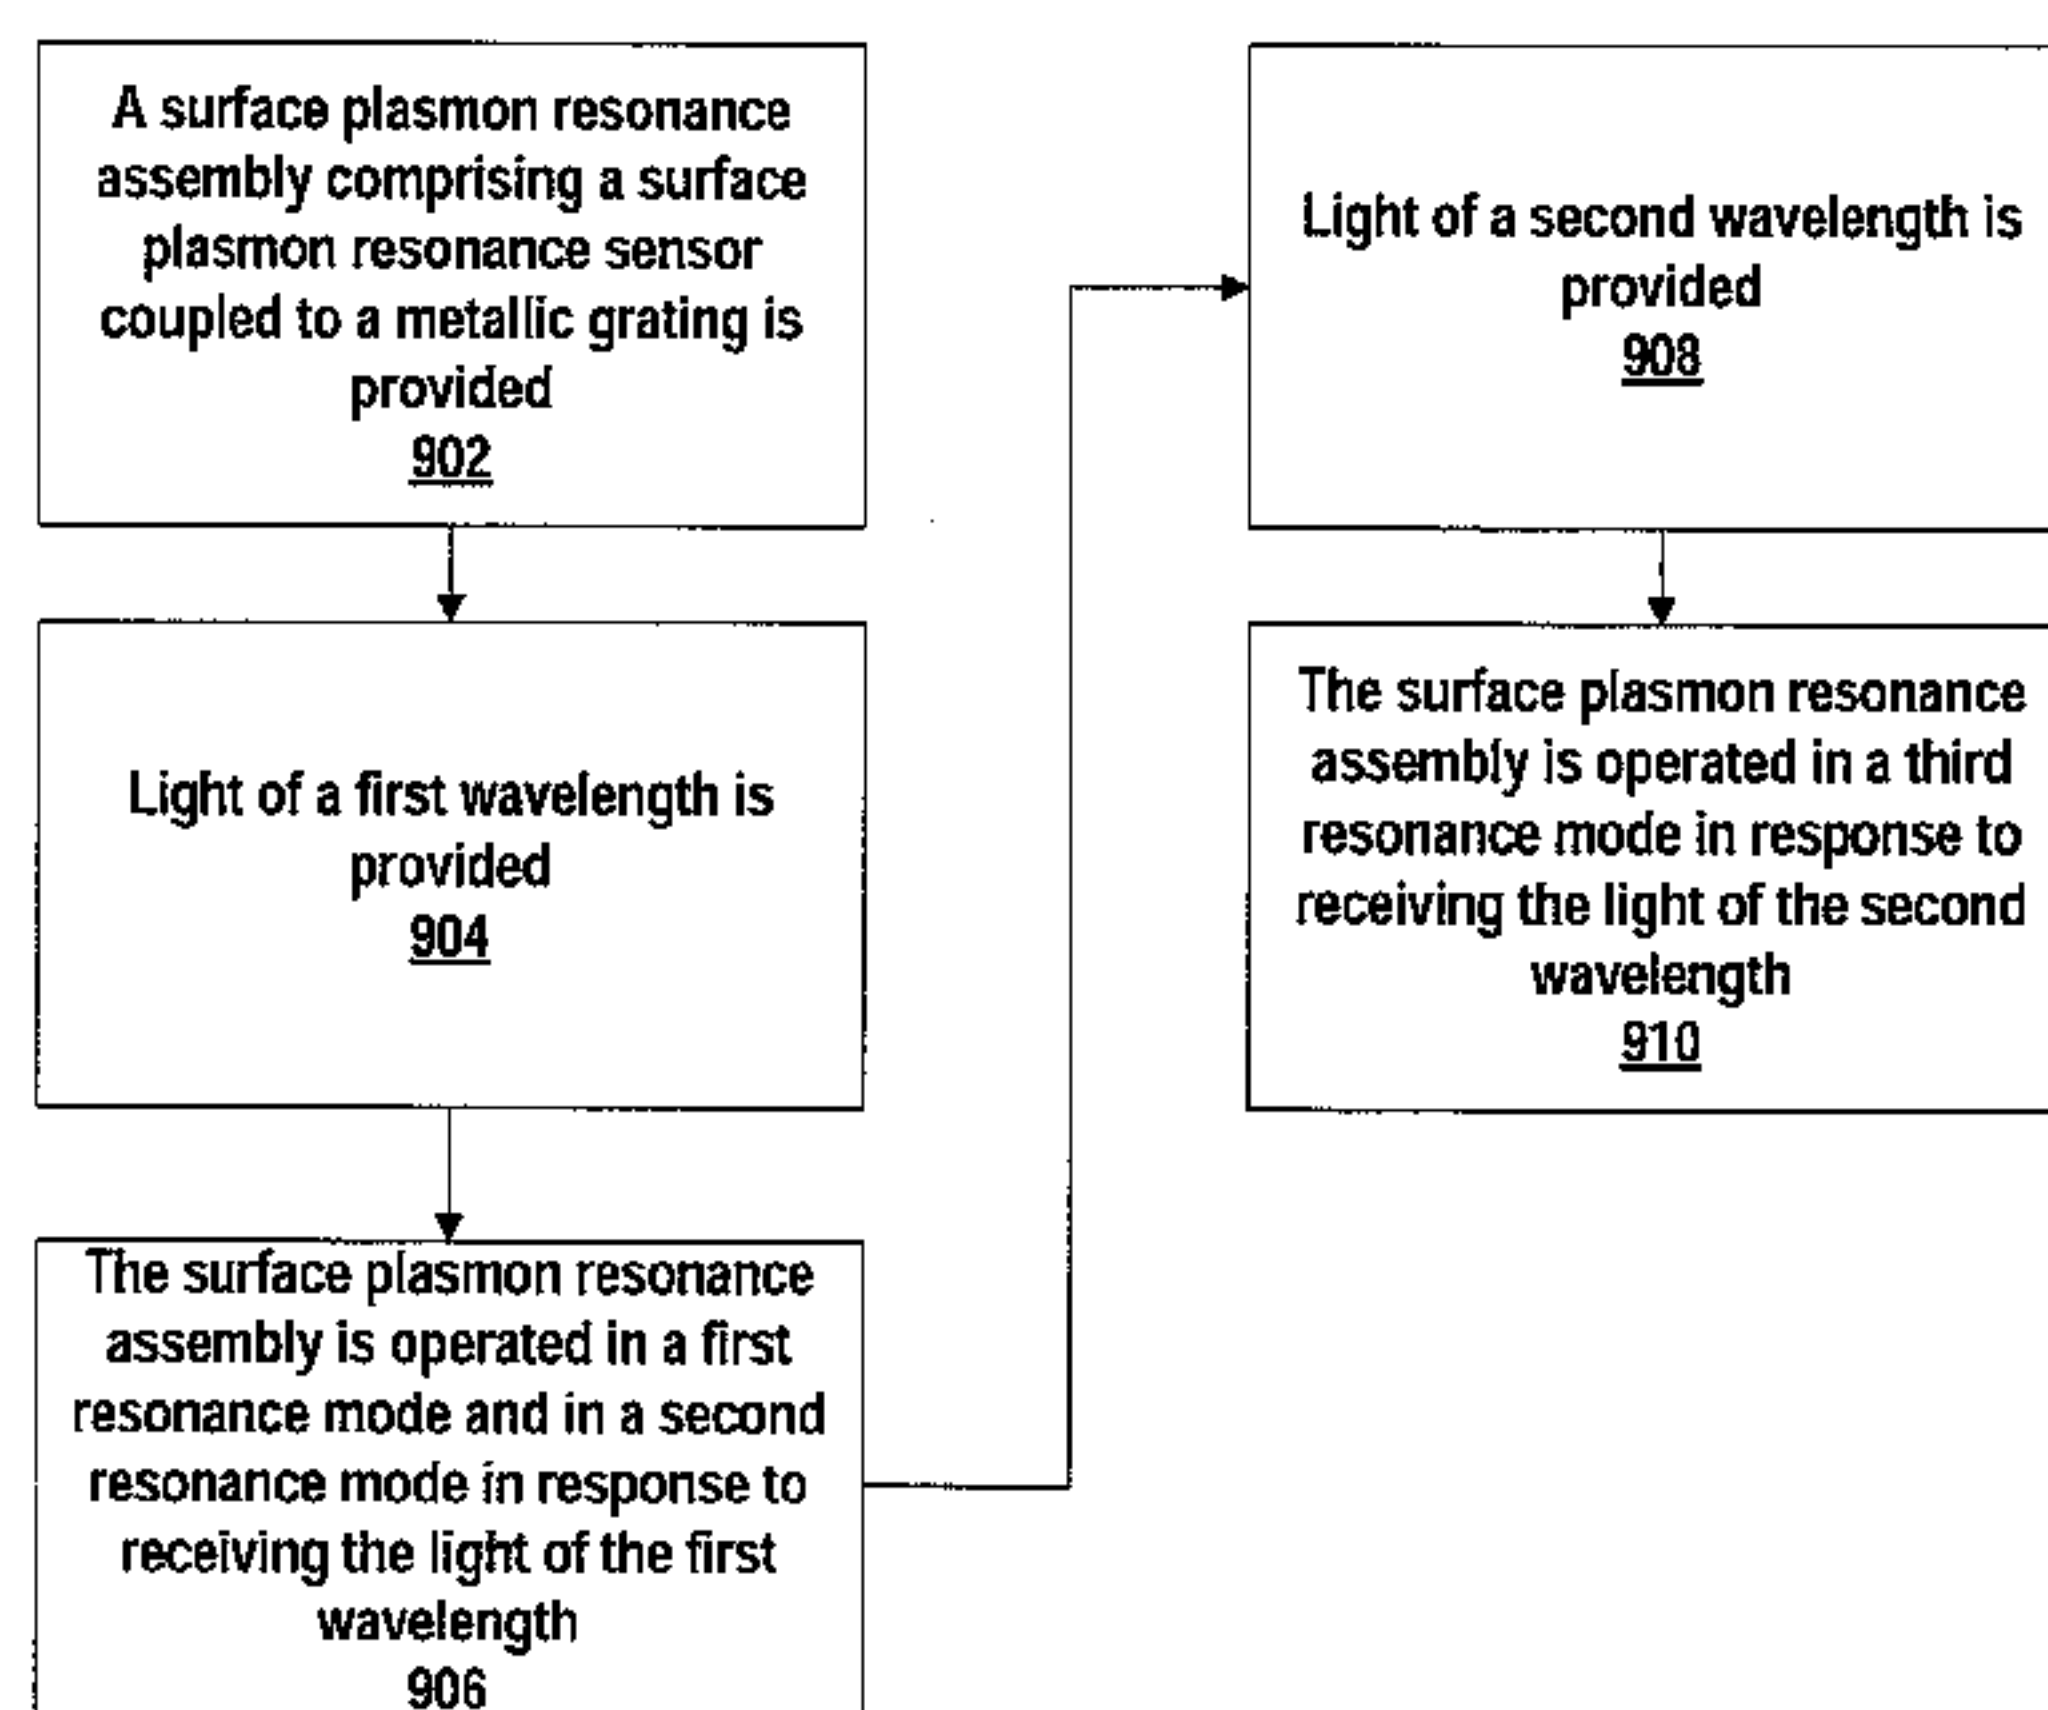 A surface plasmon resonance
assembly comprising a surface
plasmon resonance sensor
coupled to a metallic grating is
provided
902
Light of a first wavelength is
provided
904
The surface plasmon resonance
assembly is operated in a first
resonance mode and in a second
resonance mode in response to
receiving the light of the first
wavelength
906
Light of a second wavelength is
provided
908
The surface plasmon resonance
assembly is operated in a third
resonance mode in response to
receiving the light of the second
wavelength
910